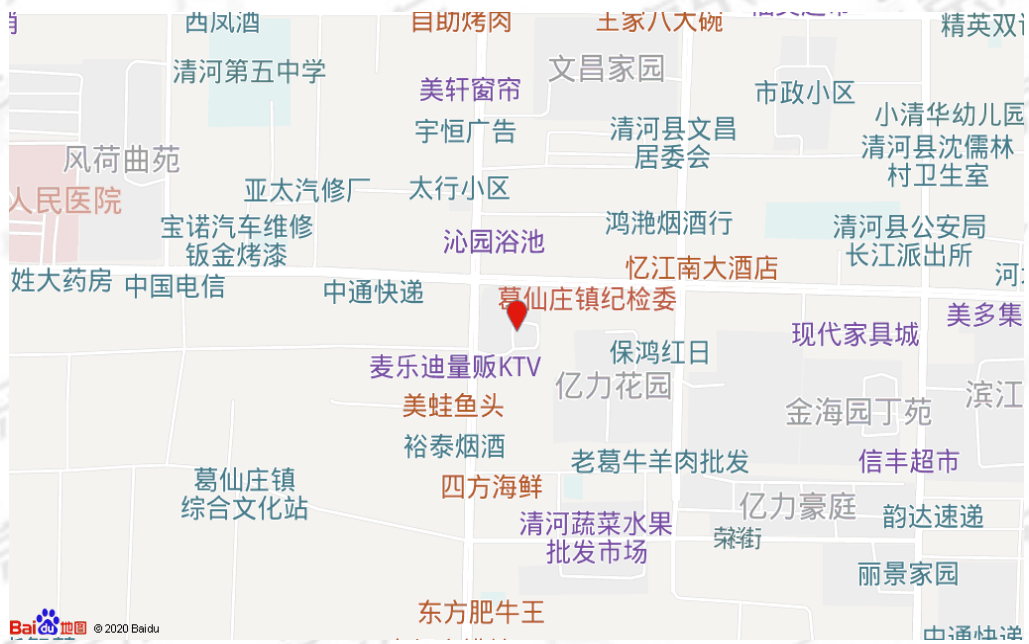 西凤酒
自助烤肉
王家八大碗
精英双
清河第五中学
文昌家园
美轩窗帘
市政小区
小清华幼儿园
宇恒广告
清河县文昌
居委会
清河县沈儒林
村卫生室
风荷曲苑
人民医院
亚太汽修厂
太行小区
宝诺汽车维修
钣金烤漆
鸿滟烟酒行
清河县公安局
长江派出所
沁园浴池
忆江南大酒店
姓大药房
中国电信
中通快递
河
葛仙庄镇纪检委
美多集
现代家具城
保鸿红日
麦乐迪量贩KTV
亿力花园
滨江
美蛙鱼头
金海园丁苑
裕泰烟酒
老葛牛羊肉批发
信丰超市
葛仙庄镇
综合文化站
四方海鲜
亿力豪庭
清河蔬菜水果
批发市场
韵达速递
荣祥街
丽景家园
东方肥牛王
中通快递
Bai du 地图 © 2020 Baidu